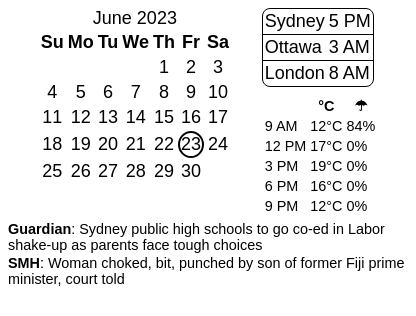 June 2023
Su Mo Tu We Th Fr Sa
1 2 3
4 5 6 7 8 9 10
11 12 13 14 15 16 17
18 19 20 21 22 23 24
25 26 27 28 29 30
Sydney 5 PM
Ottawa 3 AM
London 8 AM
°C ☂
9 AM 12°C 84%
12 PM 17°C 0%
3 PM 19°C 0%
6 PM 16°C 0%
9 PM 12°C 0%
Guardian: Sydney public high schools to go co-ed in Labor
shake-up as parents face tough choices
SMH: Woman choked, bit, punched by son of former Fiji prime
minister, court told